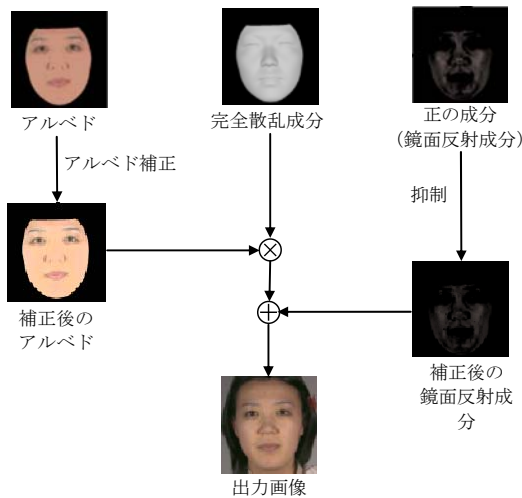 アルベド
完全散乱成分
正の成分
(鏡面反射成分)
アルベド補正
抑制
補正後の
アルベド
補正後の
鏡面反射成
分
出力画像